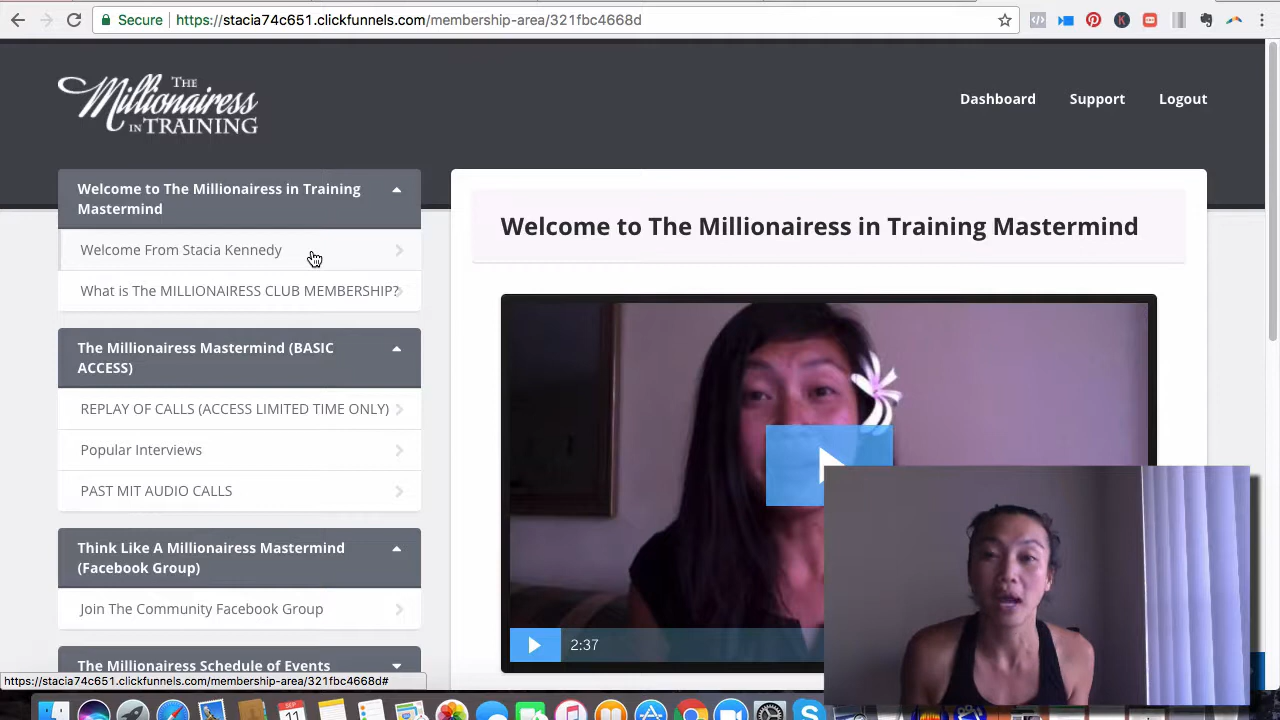 Secure
https://stacia74c651.clickfunnels.com/membership-area/321fbc4668d
THE
Millionairess
IN TRAINING
Dashboard
Support
Logout
Welcome to The Millionairess in Training
Mastermind
Welcome From Stacia Kennedy
What is The MILLIONAIRESS CLUB MEMBERSHIP?
The Millionairess Mastermind (BASIC
ACCESS)
REPLAY OF CALLS (ACCESS LIMITED TIME ONLY)
Popular Interviews
PAST MIT AUDIO CALLS
Think Like A Millionairess Mastermind
(Facebook Group)
Join The Community Facebook Group
The Millionairess Schedule of Events
Welcome to The Millionairess in Training Mastermind
2:37
https://stacia74c651.clickfunnels.com/membership-area/321fbc4668d#
SEP
11